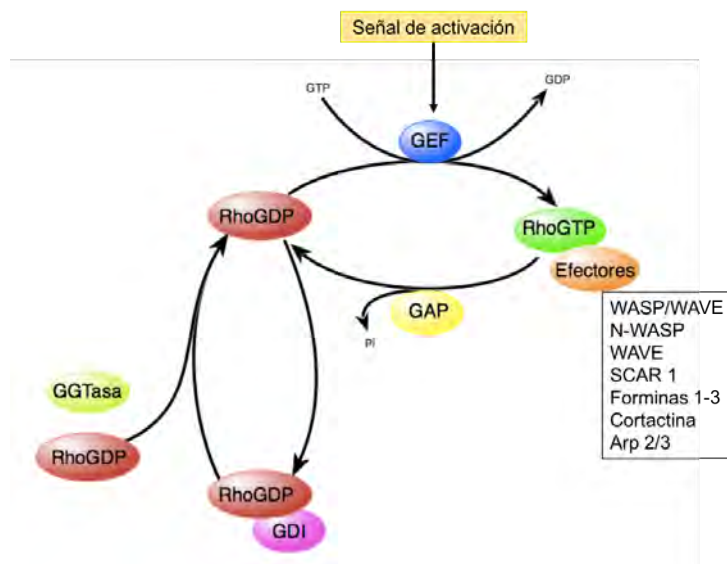 Señal de activación
GTP
GDP
GEF
RhoGDP
RhoGTP
Efectores
GAP
Pi
WASP/WAVE
N-WASP
WAVE
SCAR 1
Forminas 1-3
Cortactina
Arp 2/3
GGTasa
RhoGDP
RhoGDP
GDI